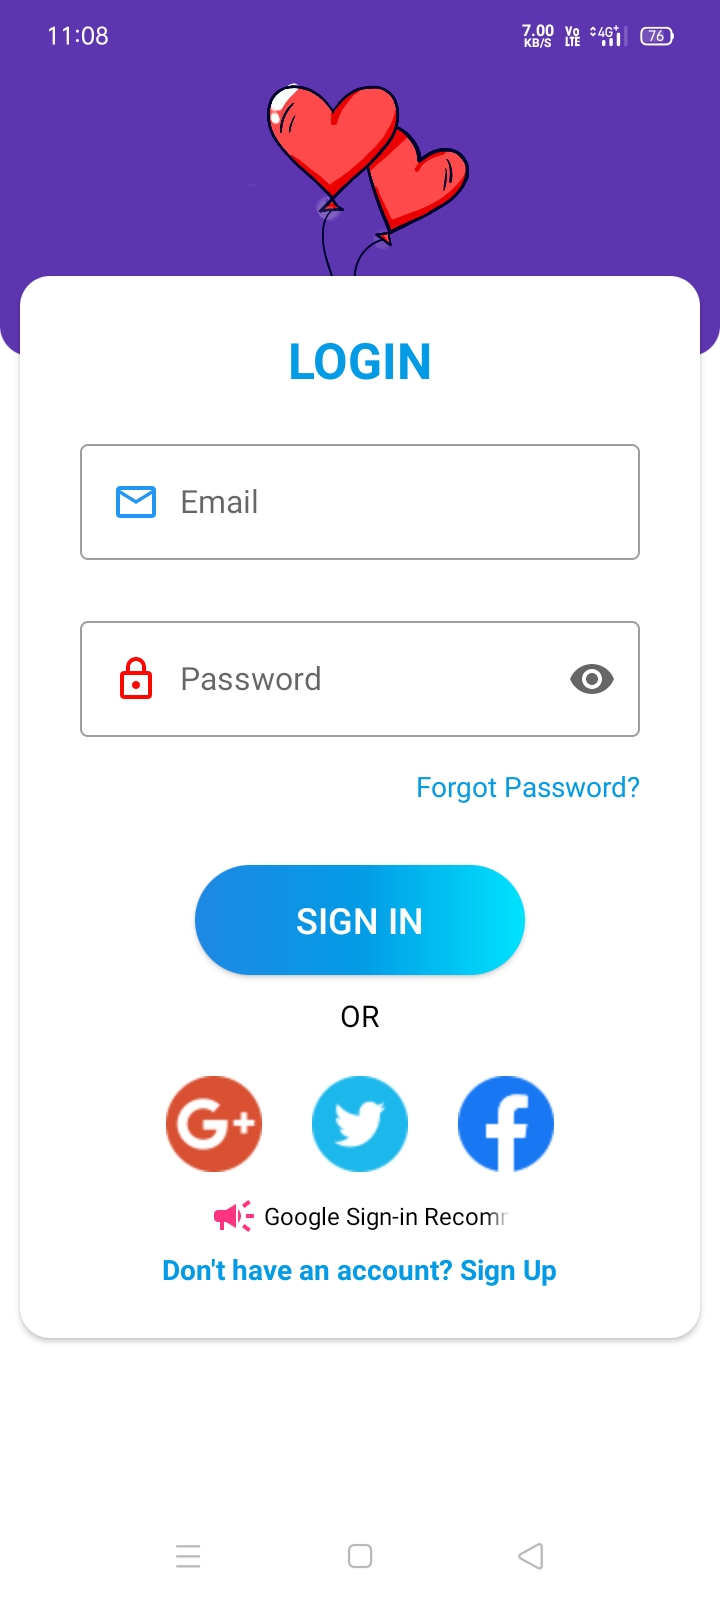 11:08
7.00 KB/S Vo LTE 4G+ 76
LOGIN
Email
Password
Forgot Password?
SIGN IN
OR
G+
Google Sign-in Recom
Don't have an account? Sign Up